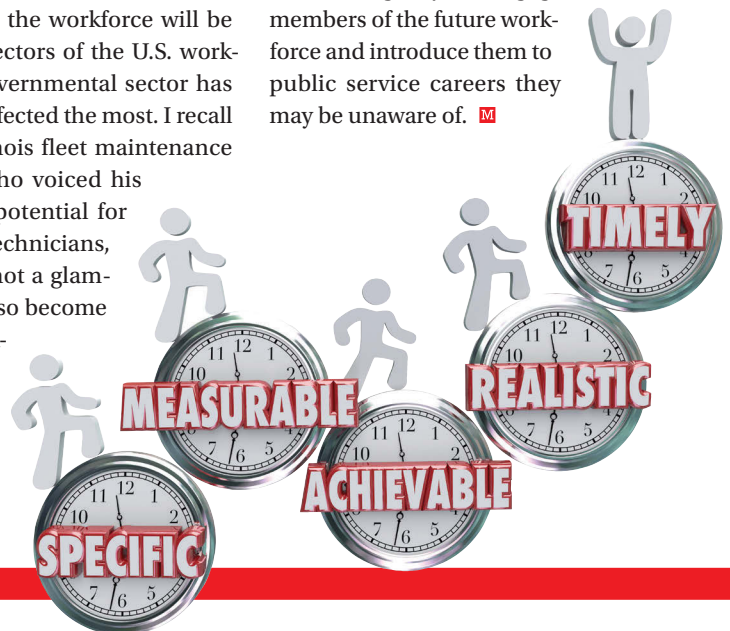 the workforce will be
ectors of the U.S. work-
vernmental sector has
fected the most. I recall
nois fleet maintenance
ho voiced his
potential for
echnicians,
not a glam-
so become
-
members of the future work-
force and introduce them to
public service careers they
may be unaware of. M
SPECIFIC
MEASURABLE
ACHIEVABLE
REALISTIC
TIMELY